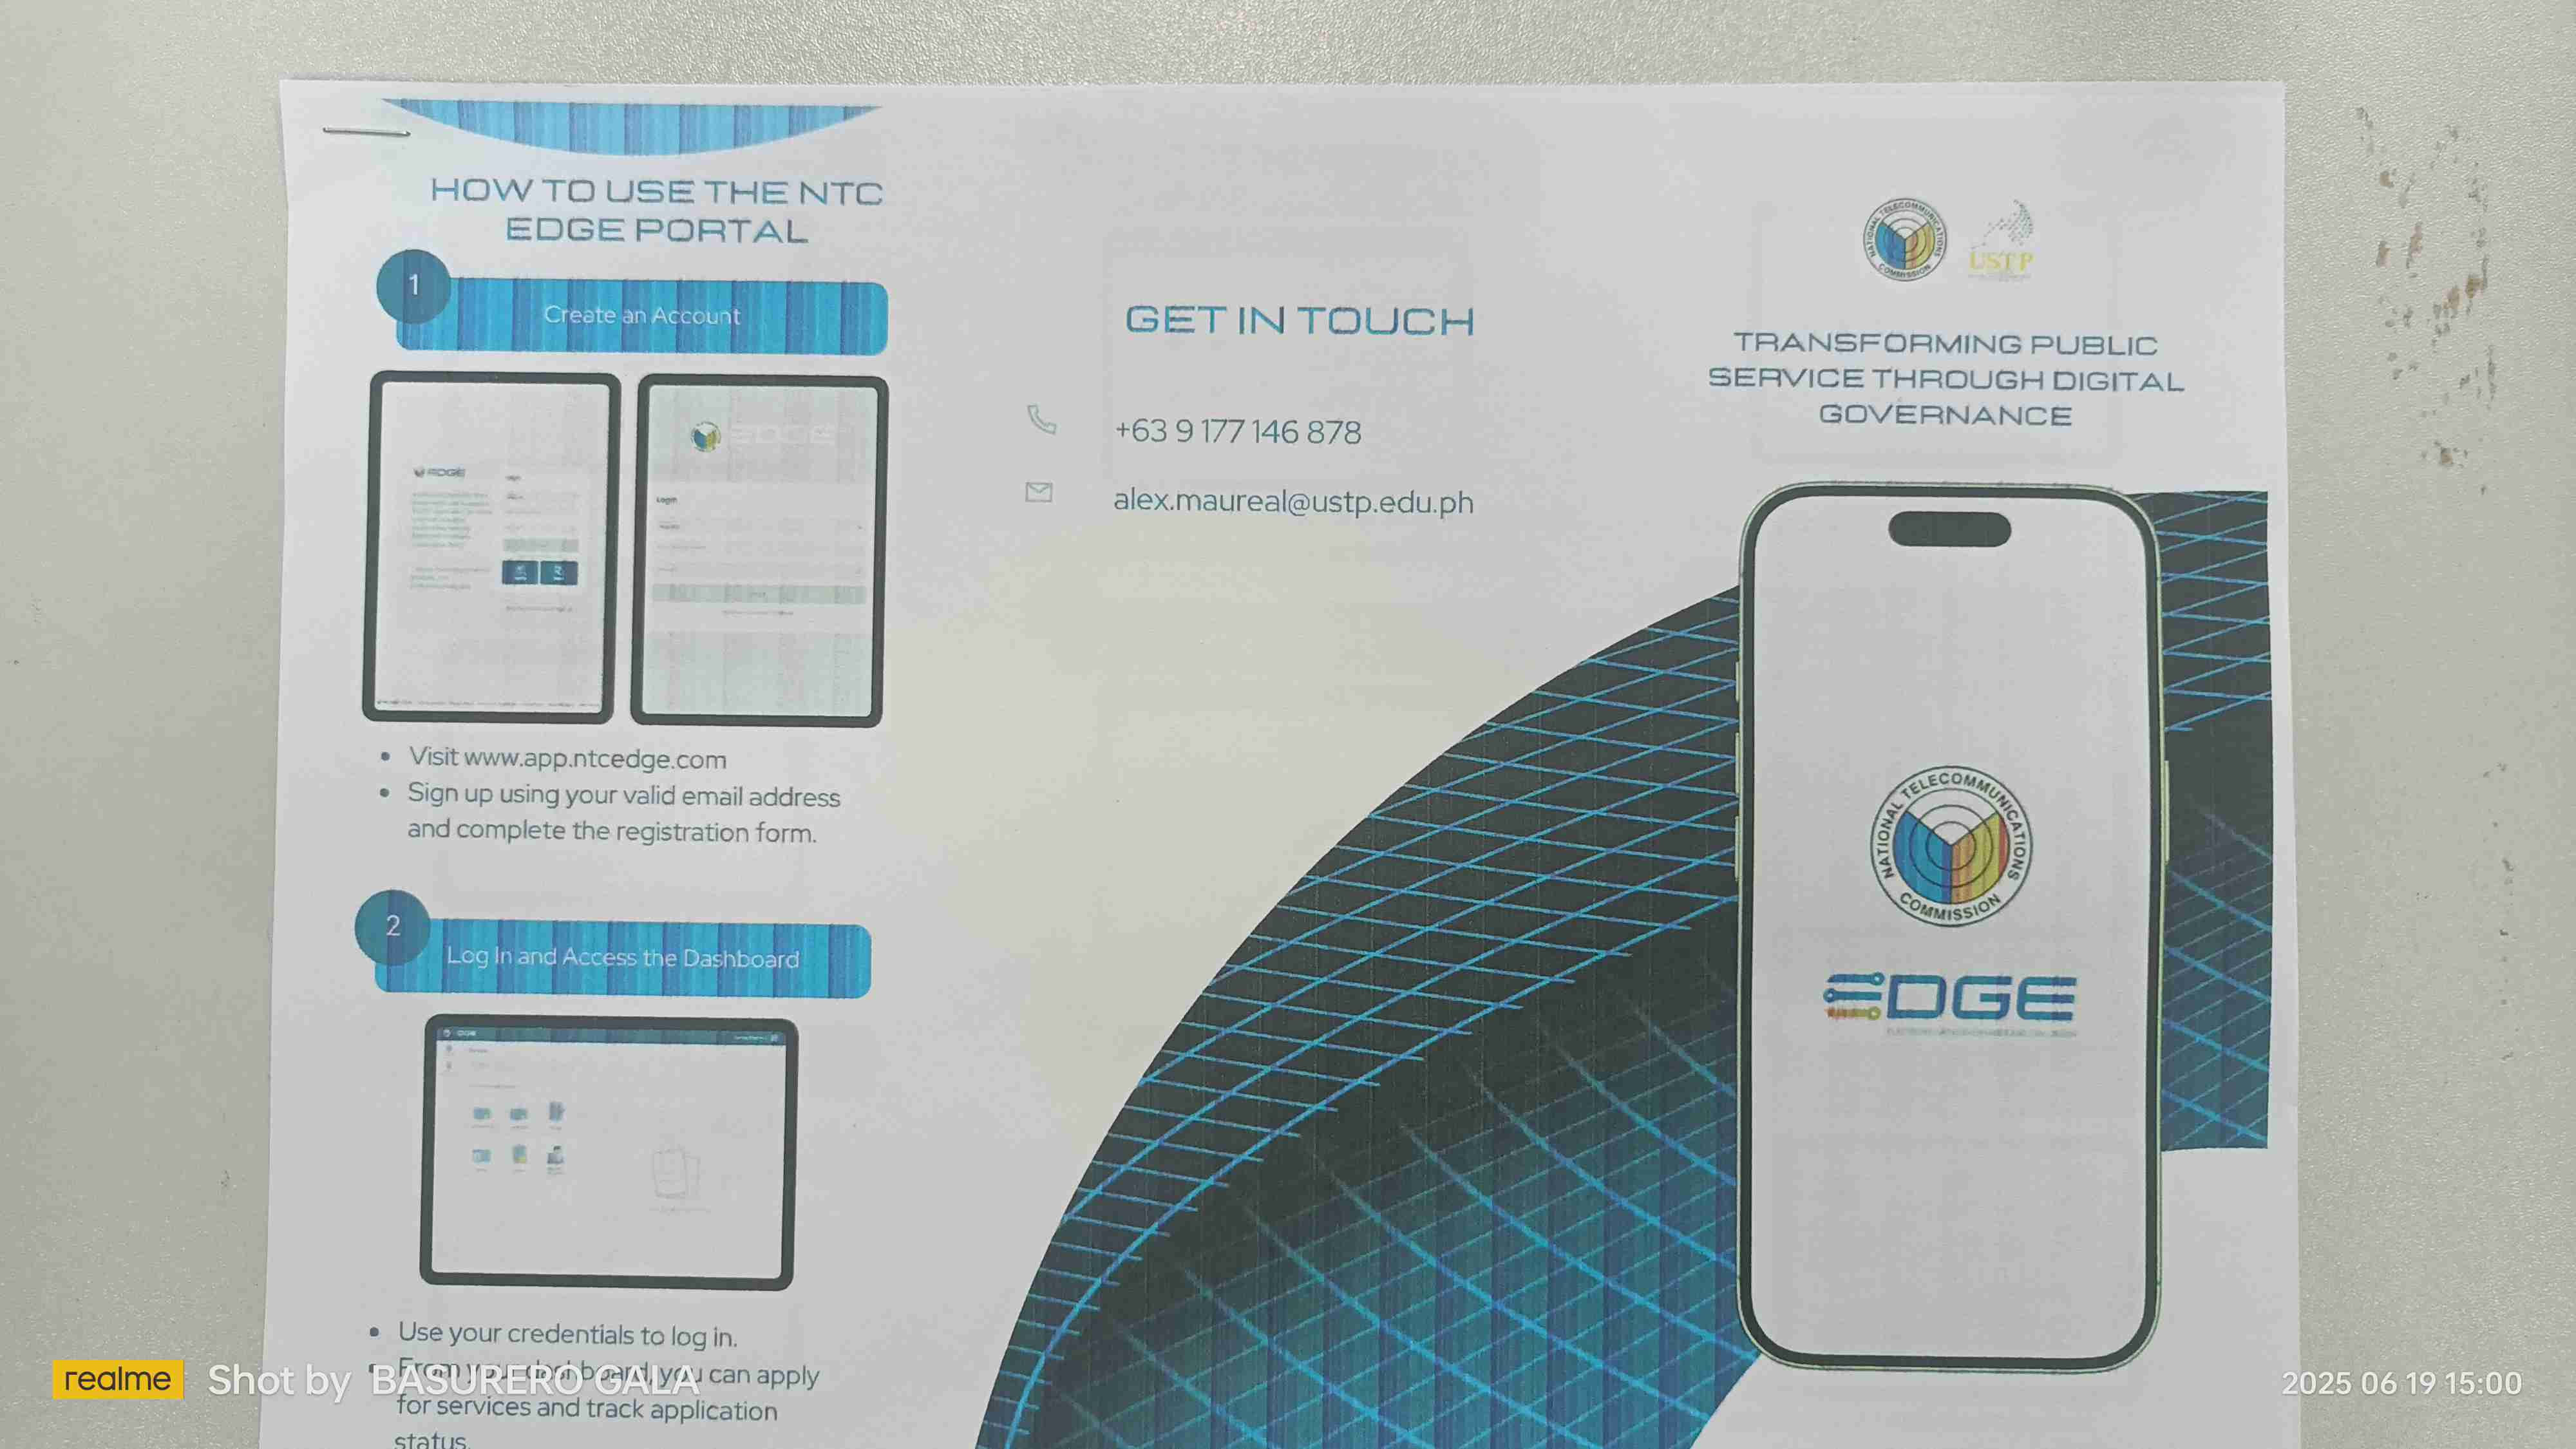 HOW TO USE THE NTC
EDGE PORTAL
1
Create an Account
EDGE
EDGE
Login
Visit www.app.ntcedge.com
Sign up using your valid email address
and complete the registration form.
2
Log In and Access the Dashboard
Use your credentials to log in.
From your dashboard, you can apply
for services and track application
status.
GET IN TOUCH
+63 9 177 146 878
alex.maureal@ustp.edu.ph
NATIONAL TELECOMMUNICATIONS
COMMISSION
USTP
TRANSFORMING PUBLIC
SERVICE THROUGH DIGITAL
GOVERNANCE
NATIONAL TELECOMMUNICATIONS
COMMISSION
EDGE
realme
Shot by BASURERO GALA
2025 06 19 15:00